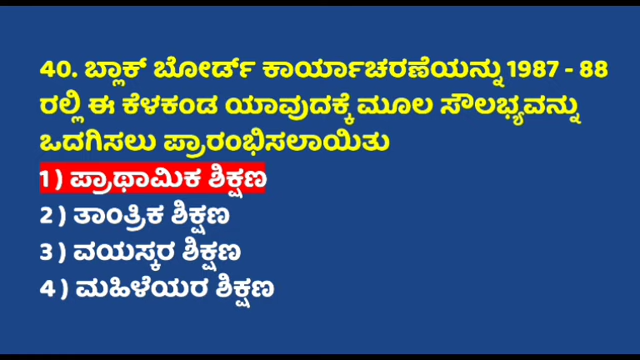 40. ಬ್ಲಾಕ್ ಬೋರ್ಡ್ ಕಾರ್ಯಾಚರಣೆಯನ್ನು 1987 - 88
ರಲ್ಲಿ ಈ ಕೆಳಕಂಡ ಯಾವುದಕ್ಕೆ ಮೂಲ ಸೌಲಭ್ಯವನ್ನು
ಒದಗಿಸಲು ಪ್ರಾರಂಭಿಸಲಾಯಿತು
1 ) ಪ್ರಾಥಾಮಿಕ ಶಿಕ್ಷಣ
2 ) ತಾಂತ್ರಿಕ ಶಿಕ್ಷಣ
3 ) ವಯಸ್ಕರ ಶಿಕ್ಷಣ
4 ) ಮಹಿಳೆಯರ ಶಿಕ್ಷಣ